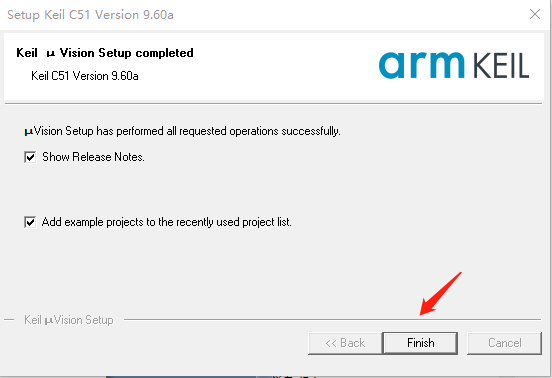 Setup Keil C51 Version 9.60a
Keil μ Vision Setup completed
Keil C51 Version 9.60a
arm KEIL
μVision Setup has performed all requested operations successfully.
Show Release Notes.
Add example projects to the recently used project list.
Keil μVision Setup
<< Back
Finish
Cancel